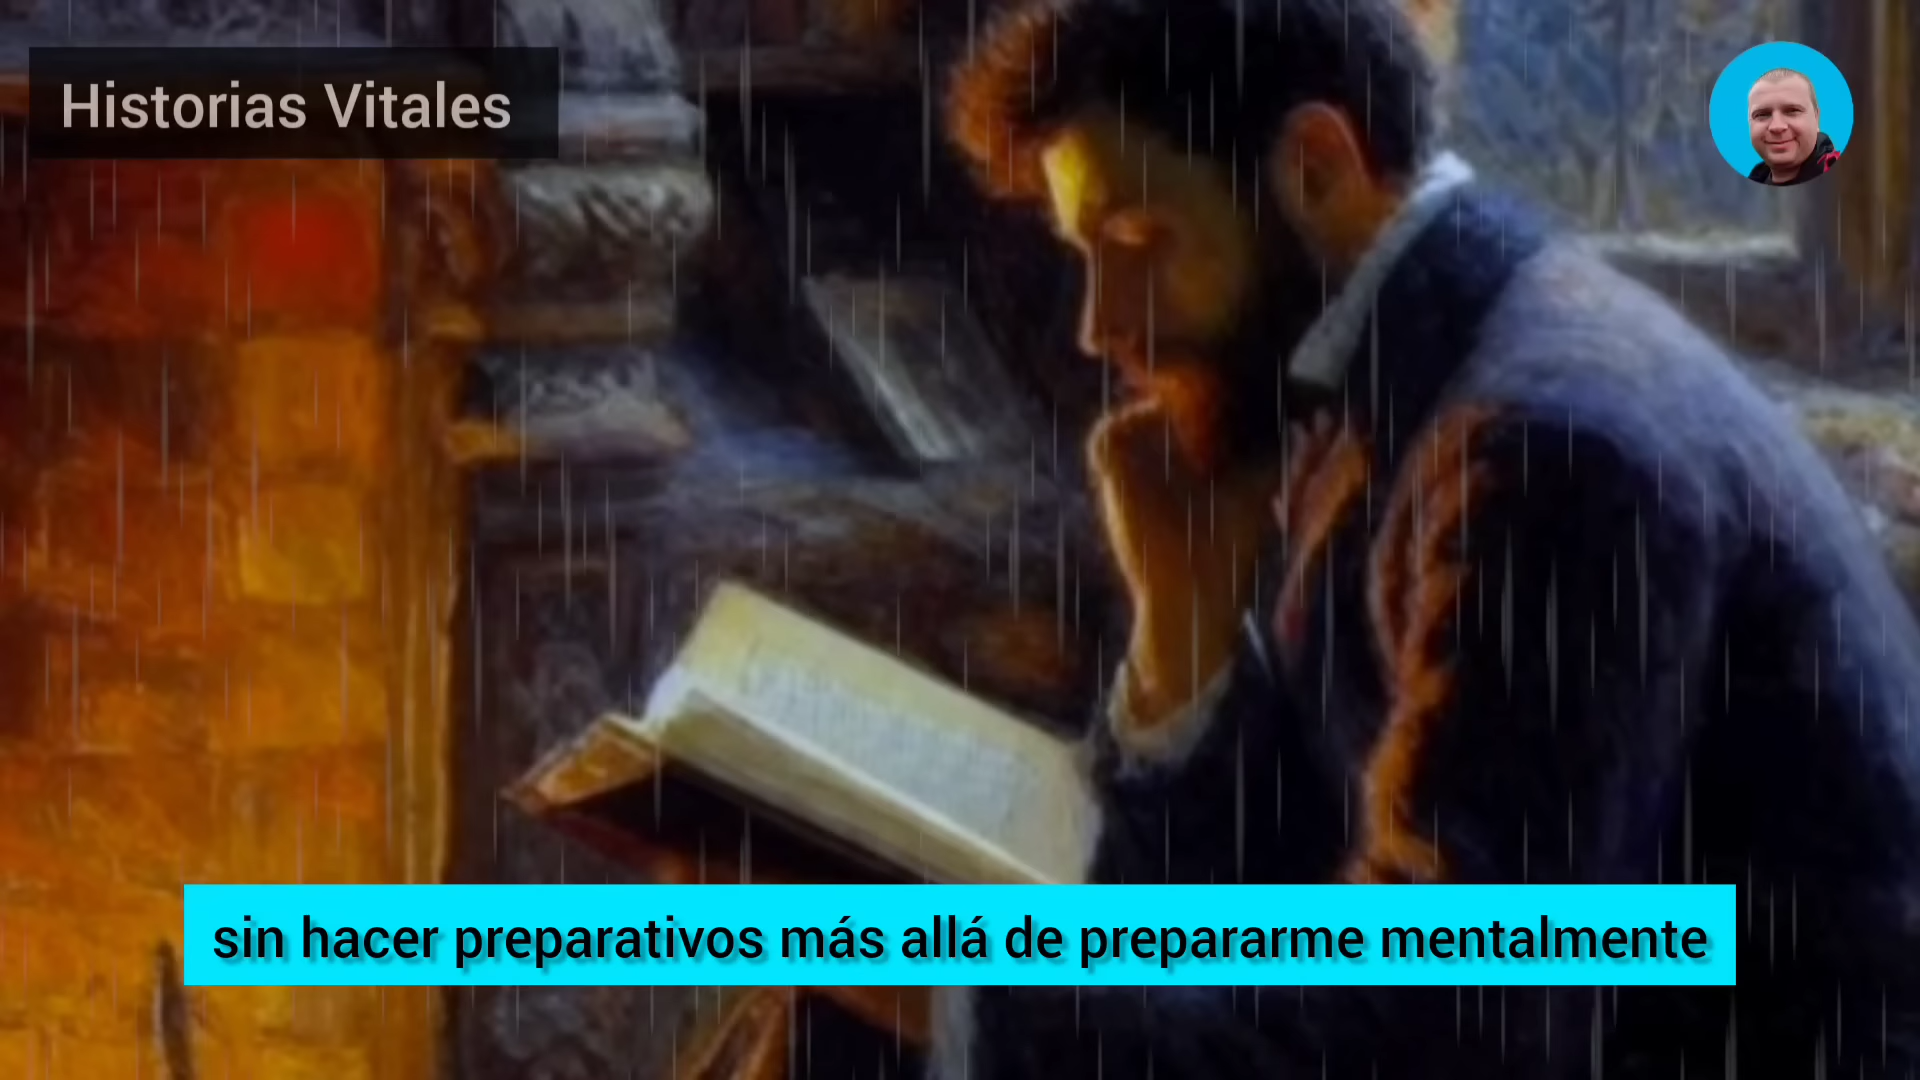 Historias Vitales
sin hacer preparativos más allá de prepararme mentalmente